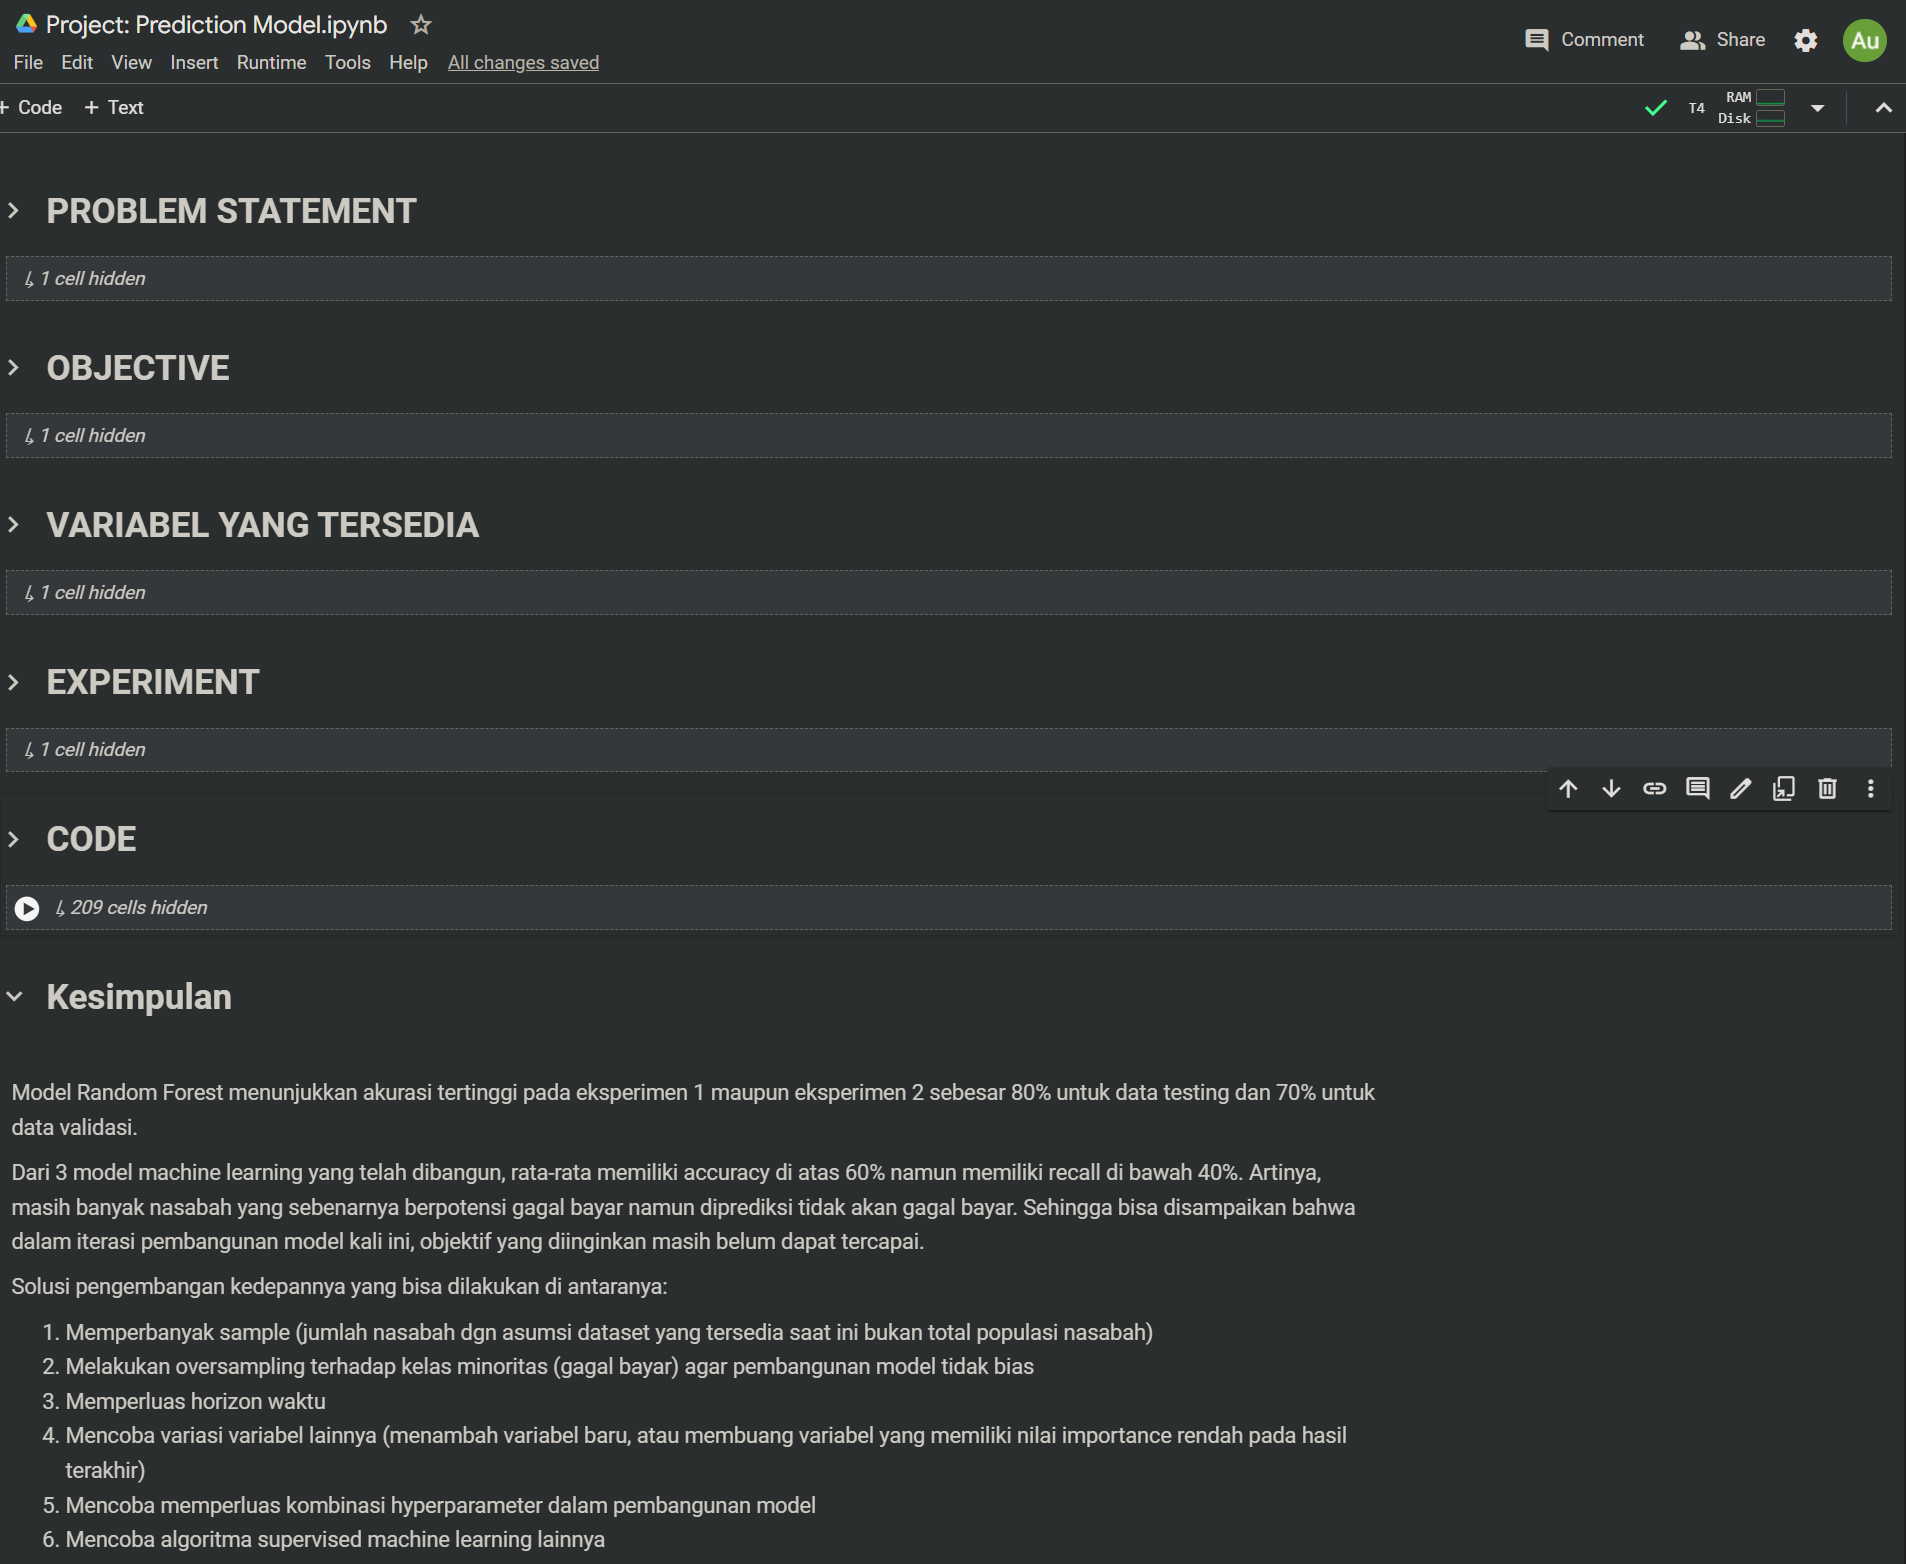 Project: Prediction Model.ipynb
Comment Share Au
File Edit View Insert Runtime Tools Help All changes saved
+ Code + Text
T4 RAM
Disk
PROBLEM STATEMENT
1 cell hidden
OBJECTIVE
1 cell hidden
VARIABEL YANG TERSEDIA
1 cell hidden
EXPERIMENT
1 cell hidden
CODE
209 cells hidden
Kesimpulan
Model Random Forest menunjukkan akurasi tertinggi pada eksperimen 1 maupun eksperimen 2 sebesar 80% untuk data testing dan 70% untuk
data validasi.
Dari 3 model machine learning yang telah dibangun, rata-rata memiliki accuracy di atas 60% namun memiliki recall di bawah 40%. Artinya,
masih banyak nasabah yang sebenarnya berpotensi gagal bayar namun diprediksi tidak akan gagal bayar. Sehingga bisa disampaikan bahwa
dalam iterasi pembangunan model kali ini, objektif yang diinginkan masih belum dapat tercapai.
Solusi pengembangan kedepannya yang bisa dilakukan di antaranya:
1. Memperbanyak sample (jumlah nasabah dgn asumsi dataset yang tersedia saat ini bukan total populasi nasabah)
2. Melakukan oversampling terhadap kelas minoritas (gagal bayar) agar pembangunan model tidak bias
3. Memperluas horizon waktu
4. Mencoba variasi variabel lainnya (menambah variabel baru, atau membuang variabel yang memiliki nilai importance rendah pada hasil
terakhir)
5. Mencoba memperluas kombinasi hyperparameter dalam pembangunan model
6. Mencoba algoritma supervised machine learning lainnya